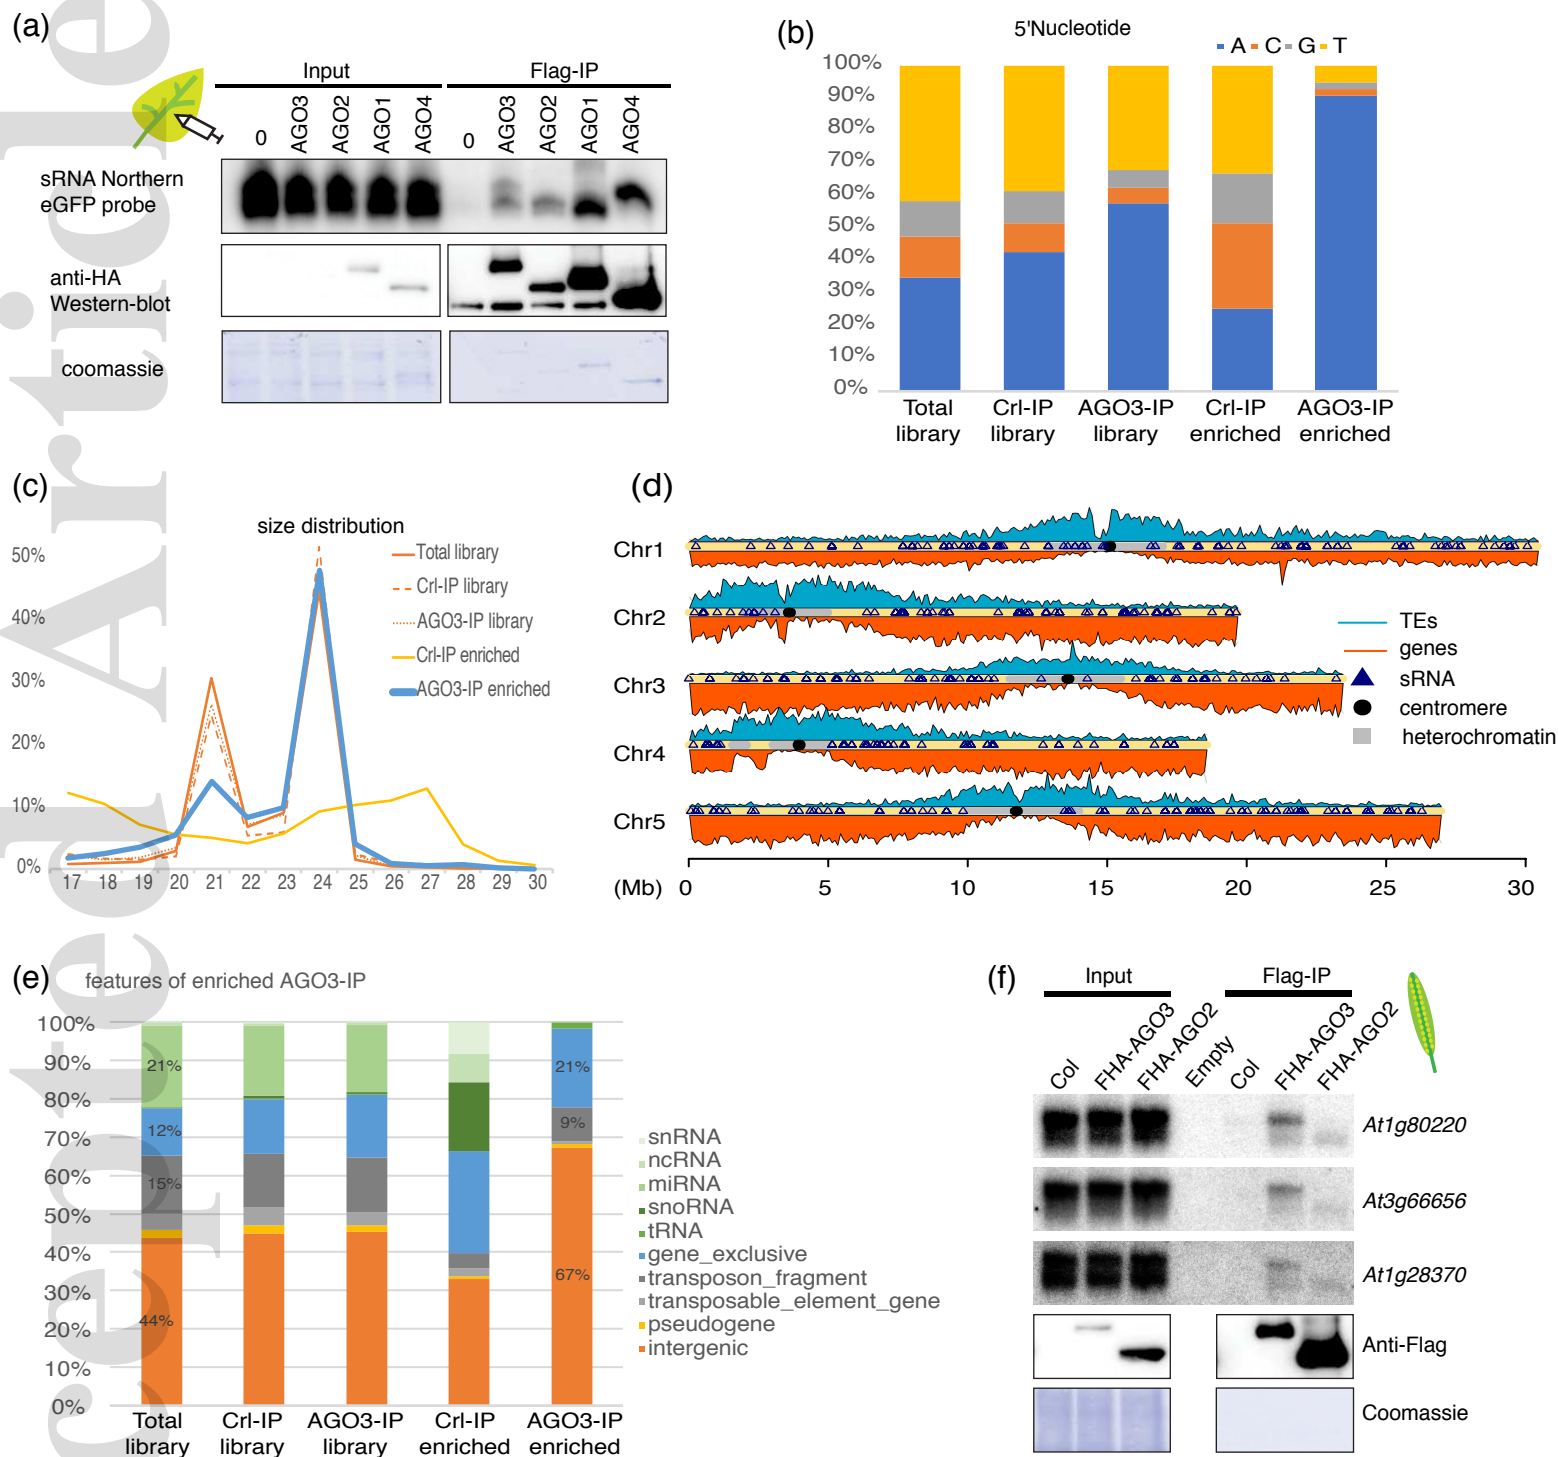 Accepted Article
(a)
Input
Flag-IP
0
AGO3
AGO2
AGO1
AGO4
0
AGO3
AGO2
AGO1
AGO4
sRNA Northern
eGFP probe
anti-HA
Western-blot
coomassie
(b)
5'Nucleotide
A C G T
100%
90%
80%
70%
60%
50%
40%
30%
20%
10%
0%
Total
library
Crl-IP
library
AGO3-IP
library
Crl-IP
enriched
AGO3-IP
enriched
(c)
size distribution
50%
40%
30%
20%
10%
0%
17 18 19 20 21 22 23 24 25 26 27 28 29 30
Total library
Crl-IP library
AGO3-IP library
Crl-IP enriched
AGO3-IP enriched
(d)
Chr1
Chr2
Chr3
Chr4
Chr5
TEs
genes
sRNA
centromere
heterochromatin
(Mb) 0 5 10 15 20 25 30
(e)
features of enriched AGO3-IP
100%
90%
80%
70%
60%
50%
40%
30%
20%
10%
0%
21%
12%
15%
44%
21%
9%
67%
Total
library
Crl-IP
library
AGO3-IP
library
Crl-IP
enriched
AGO3-IP
enriched
snRNA
ncRNA
miRNA
snoRNA
tRNA
gene_exclusive
transposon_fragment
transposable_element_gene
pseudogene
intergenic
(f)
Input
Flag-IP
Col
FHA-AGO3
FHA-AGO2
Empty
Col
FHA-AGO3
FHA-AGO2
At1g80220
At3g66656
At1g28370
Anti-Flag
Coomassie